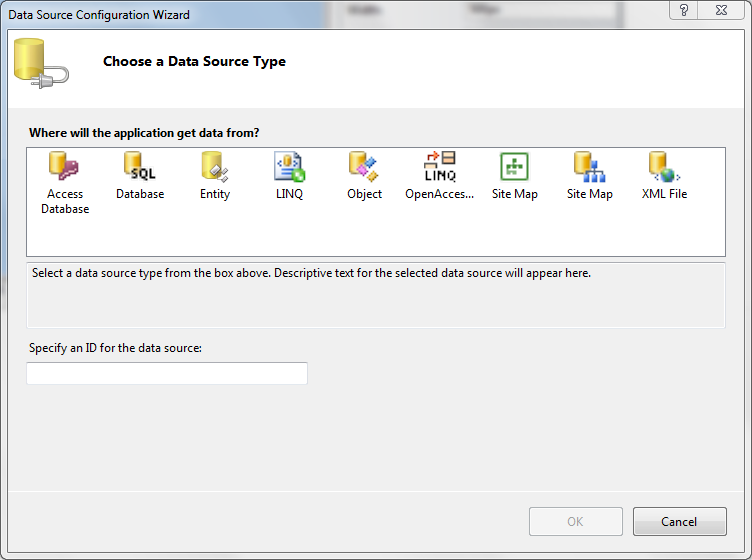 Data Source Configuration Wizard
Choose a Data Source Type
Where will the application get data from?
SQL
LINQ
Access Database
Database
Entity
LINQ
Object
OpenAcces...
Site Map
Site Map
XML File
Select a data source type from the box above. Descriptive text for the selected data source will appear here.
Specify an ID for the data source:
OK
Cancel